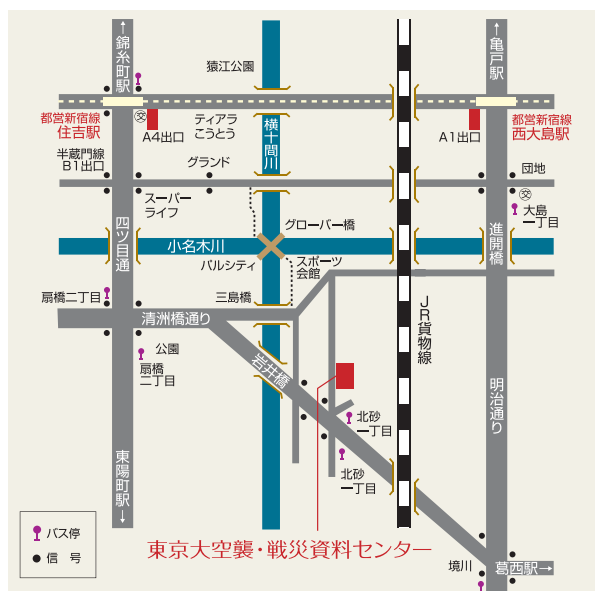 錦糸町駅
亀戸駅
猿江公園
都営新宿線
住吉駅
交
A4出口
ティアラ
こうとう
横十間川
A1出口
都営新宿線
西大島駅
半蔵門線
B1出口
グランド
団地
交
スーパー
ライフ
大島
一丁目
四ツ目通
グローバー橋
進開橋
小名木川
パルシティ
スポーツ
会館
扇橋二丁目
三島橋
清洲橋通り
JR貨物線
公園
扇橋
二丁目
岩井橋
明治通り
北砂
一丁目
東陽町駅
北砂
一丁目
バス停
信 号
東京大空襲・戦災資料センター
境川
葛西駅